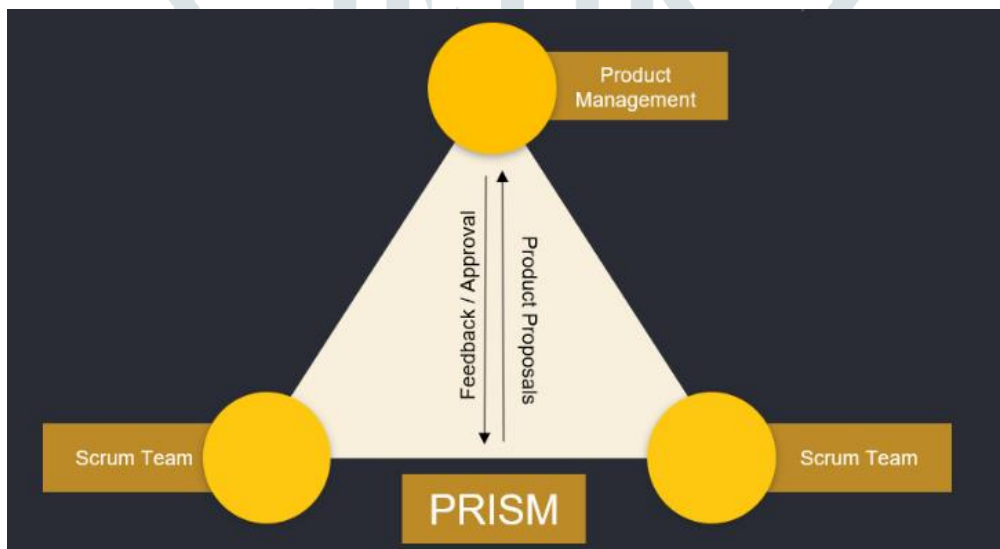 Product
Management
Feedback / Approval
Product Proposals
Scrum Team
Scrum Team
PRISM